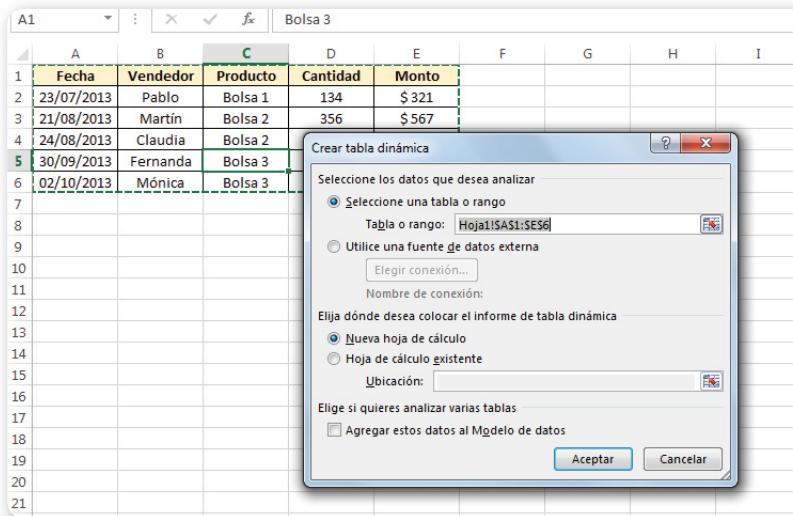 A1 fx Bolsa 3
A B C D E F G H I
1 Fecha Vendedor Producto Cantidad Monto
2 23/07/2013 Pablo Bolsa 1 134 $ 321
3 21/08/2013 Martín Bolsa 2 356 $ 567
4 24/08/2013 Claudia Bolsa 2
5 30/09/2013 Fernanda Bolsa 3
6 02/10/2013 Mónica Bolsa 3
7
8
9
10
11
12
13
14
15
16
17
18
19
20
21
Crear tabla dinámica ?
Seleccione los datos que desea analizar
Seleccione una tabla o rango
Tabla o rango: Hoja1!$A$1:$E$6
Utilice una fuente de datos externa
Elegir conexión...
Nombre de conexión:
Elija dónde desea colocar el informe de tabla dinámica
Nueva hoja de cálculo
Hoja de cálculo existente
Ubicación:
Elige si quieres analizar varias tablas
Agregar estos datos al Modelo de datos
Aceptar Cancelar